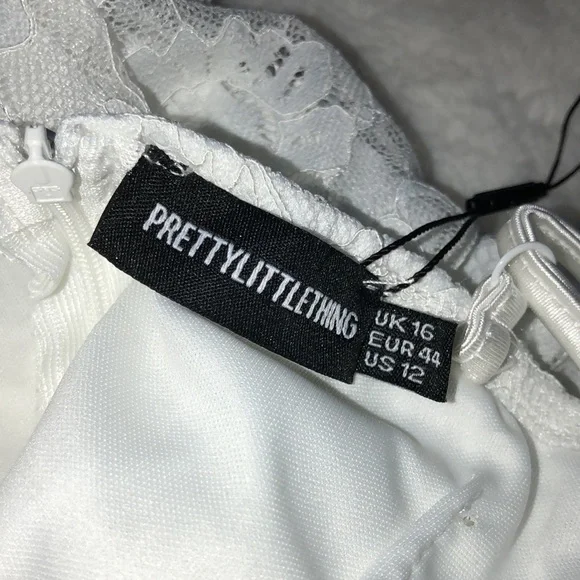 PRETTYLITTLETHING
UK 16
EUR 44
US 12